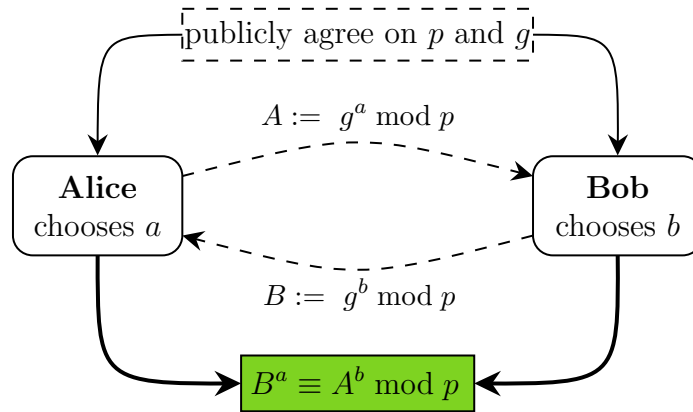 publicly agree on p and g
A := g^a mod p
Alice
chooses a
Bob
chooses b
B := g^b mod p
B^a ≡ A^b mod p